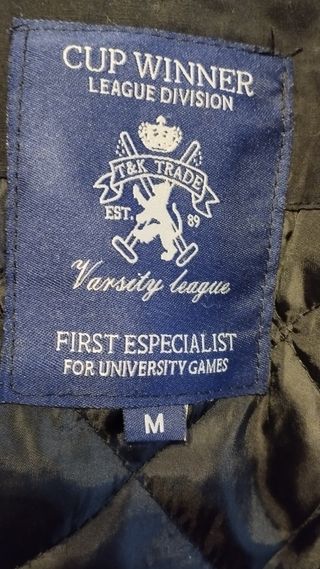 CUP WINNER
LEAGUE DIVISION
T&K TRADE
EST. 89
Varsity league
FIRST ESPECIALIST
FOR UNIVERSITY GAMES
M